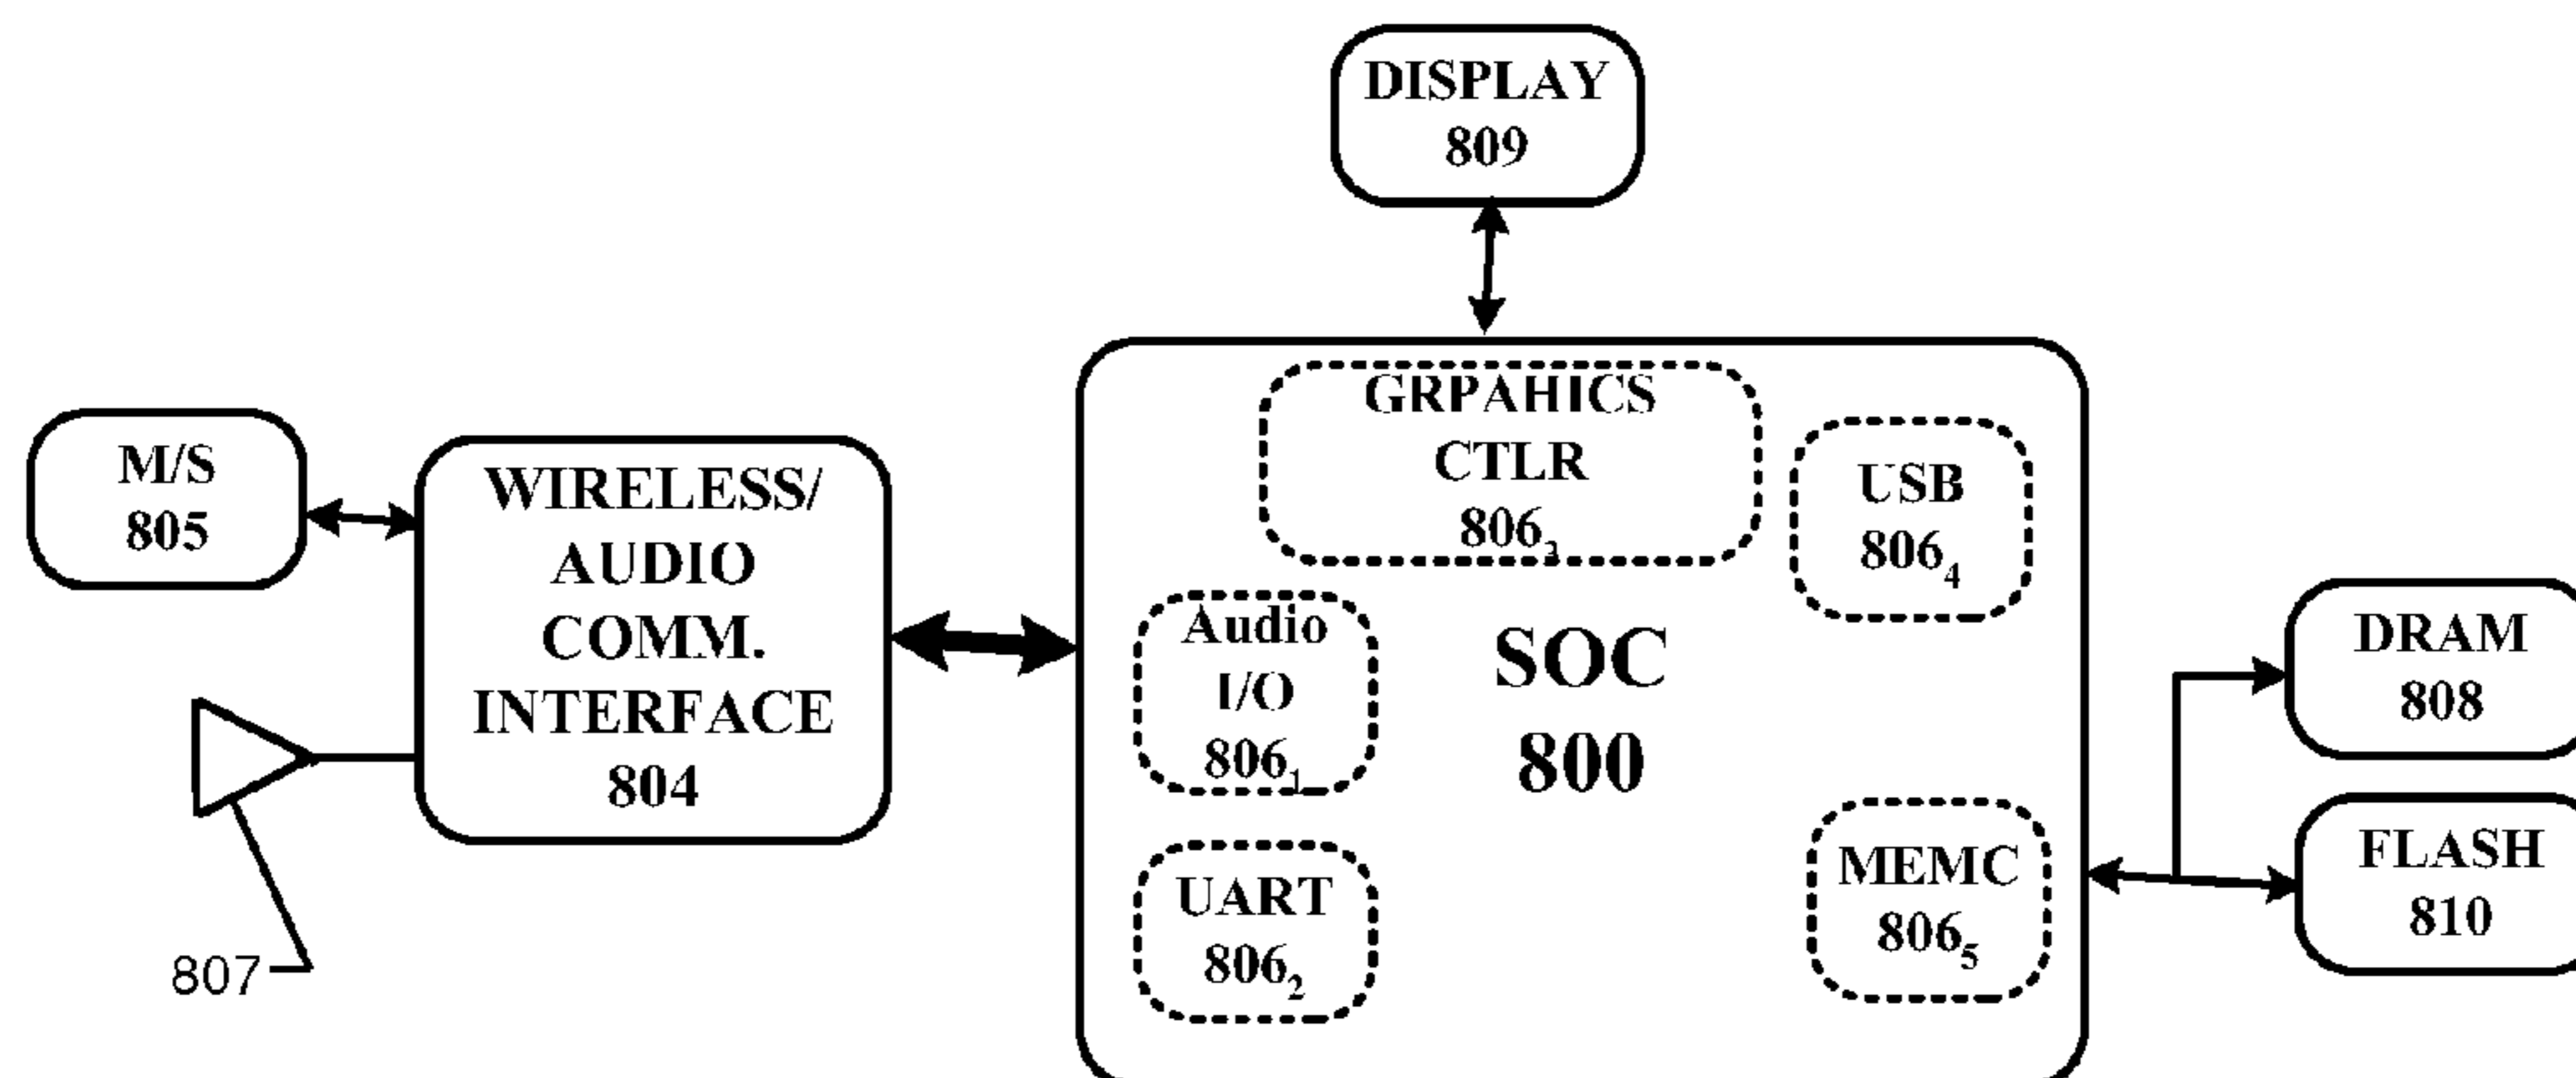 DISPLAY
809
M/S
805
WIRELESS/
AUDIO
COMM.
INTERFACE
804
807
GRPAHICS
CTLR
806₃
USB
806₄
Audio
I/O
806₁
SOC
800
UART
806₂
MEMC
806₅
DRAM
808
FLASH
810